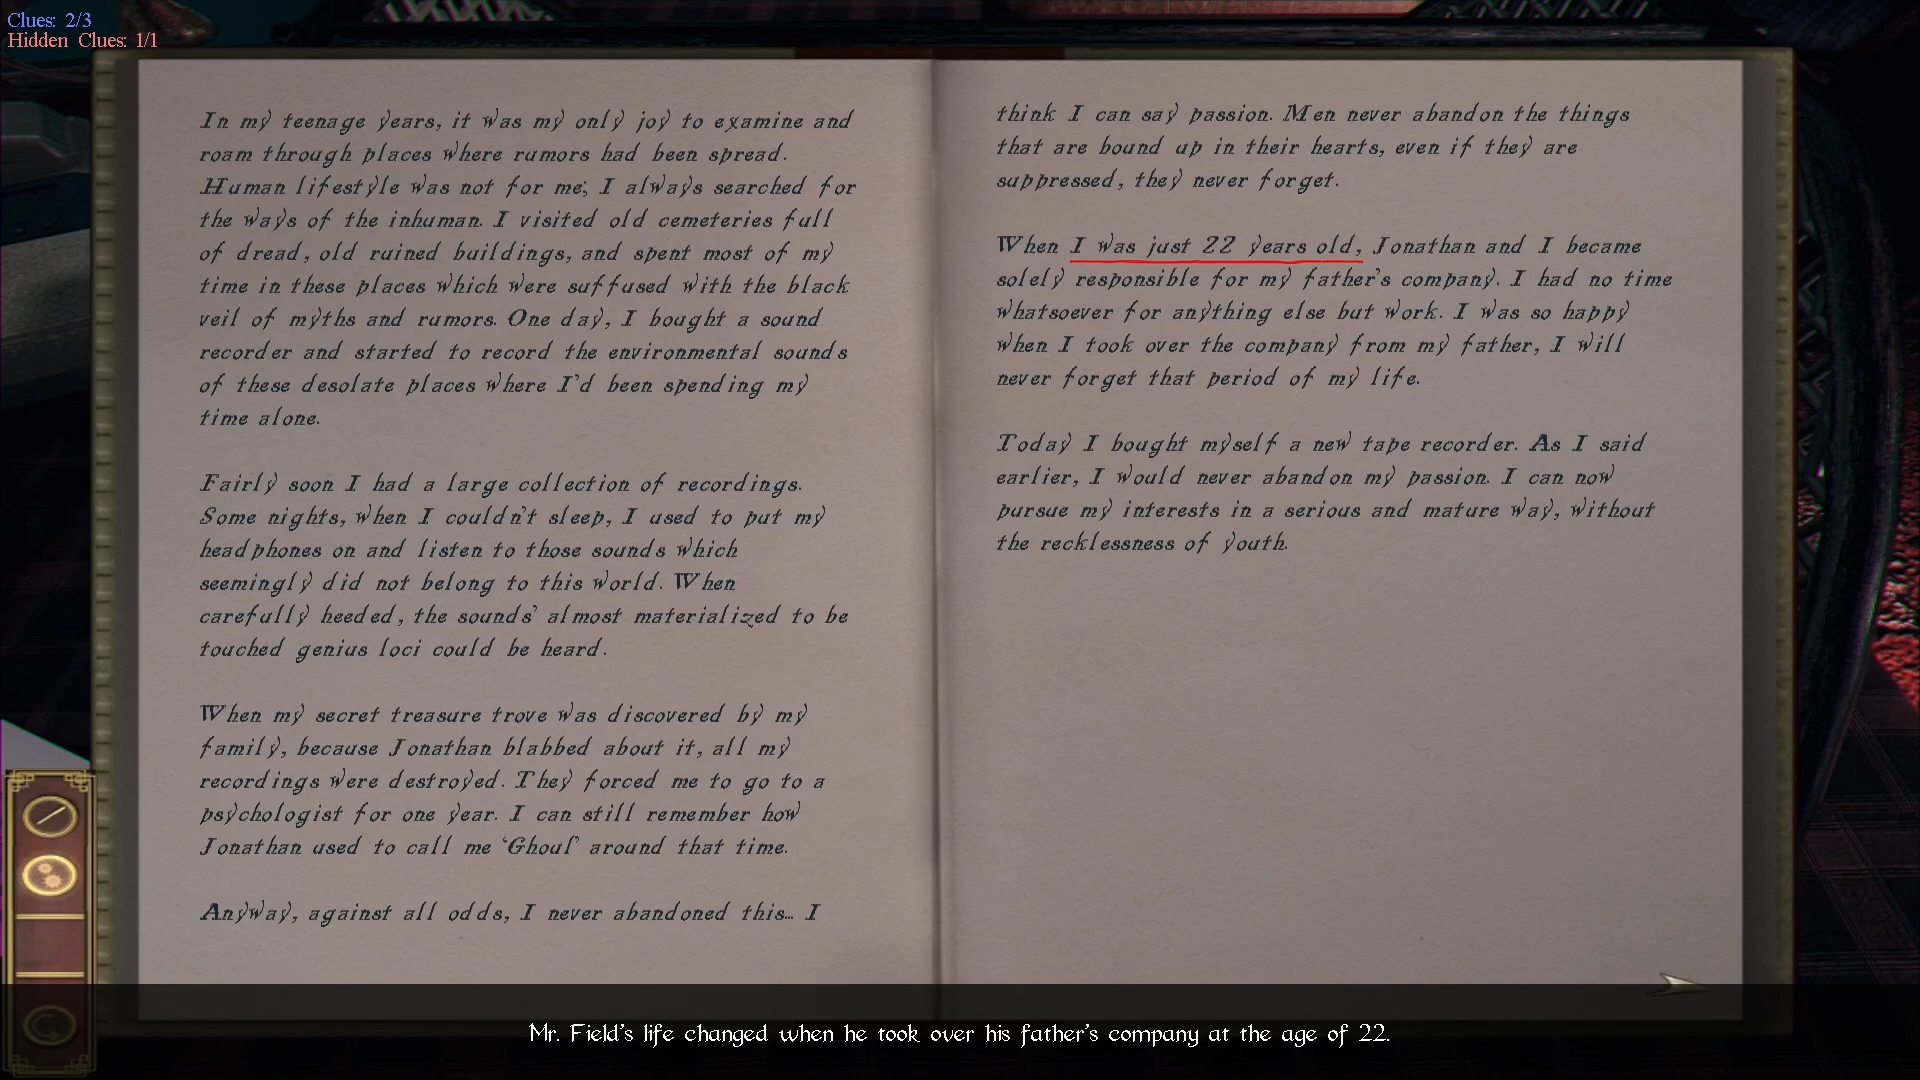 Clues: 2/3
Hidden Clues: 1/1
In my teenage years, it was my only joy to examine and
roam through places where rumors had been spread.
Human lifestyle was not for me; I always searched for
the ways of the inhuman. I visited old cemeteries full
of dread, old ruined buildings, and spent most of my
time in these places which were suffused with the black
veil of myths and rumors. One day, I bought a sound
recorder and started to record the environmental sounds
of these desolate places where I'd been spending my
time alone.
Fairly soon I had a large collection of recordings.
Some nights, when I couldn't sleep, I used to put my
headphones on and listen to those sounds which
seemingly did not belong to this world. When
carefully heeded, the sounds' almost materialized to be
touched genius loci could be heard.
When my secret treasure trove was discovered by my
family, because Jonathan blabbed about it, all my
recordings were destroyed. They forced me to go to a
psychologist for one year. I can still remember how
Jonathan used to call me 'Ghoul' around that time.
Anyway, against all odds, I never abandoned this... I
think I can say passion. Men never abandon the things
that are bound up in their hearts, even if they are
suppressed, they never forget.
When I was just 22 years old, Jonathan and I became
solely responsible for my father's company. I had no time
whatsoever for anything else but work. I was so happy
when I took over the company from my father, I will
never forget that period of my life.
Today I bought myself a new tape recorder. As I said
earlier, I would never abandon my passion. I can now
pursue my interests in a serious and mature way, without
the recklessness of youth.
Mr. Field's life changed when he took over his father's company at the age of 22.